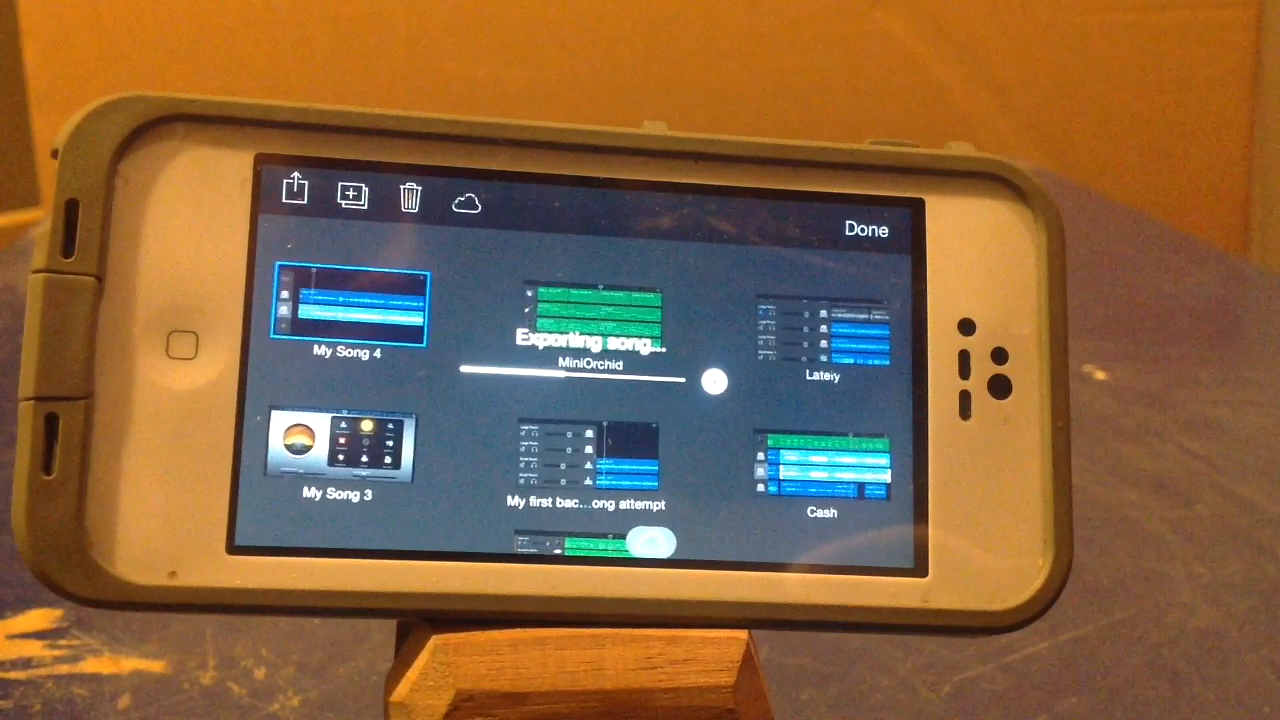 Done
My Song 4
Exporting song...
MiniOrchid
Lately
My Song 3
My first bac...ong attempt
Cash